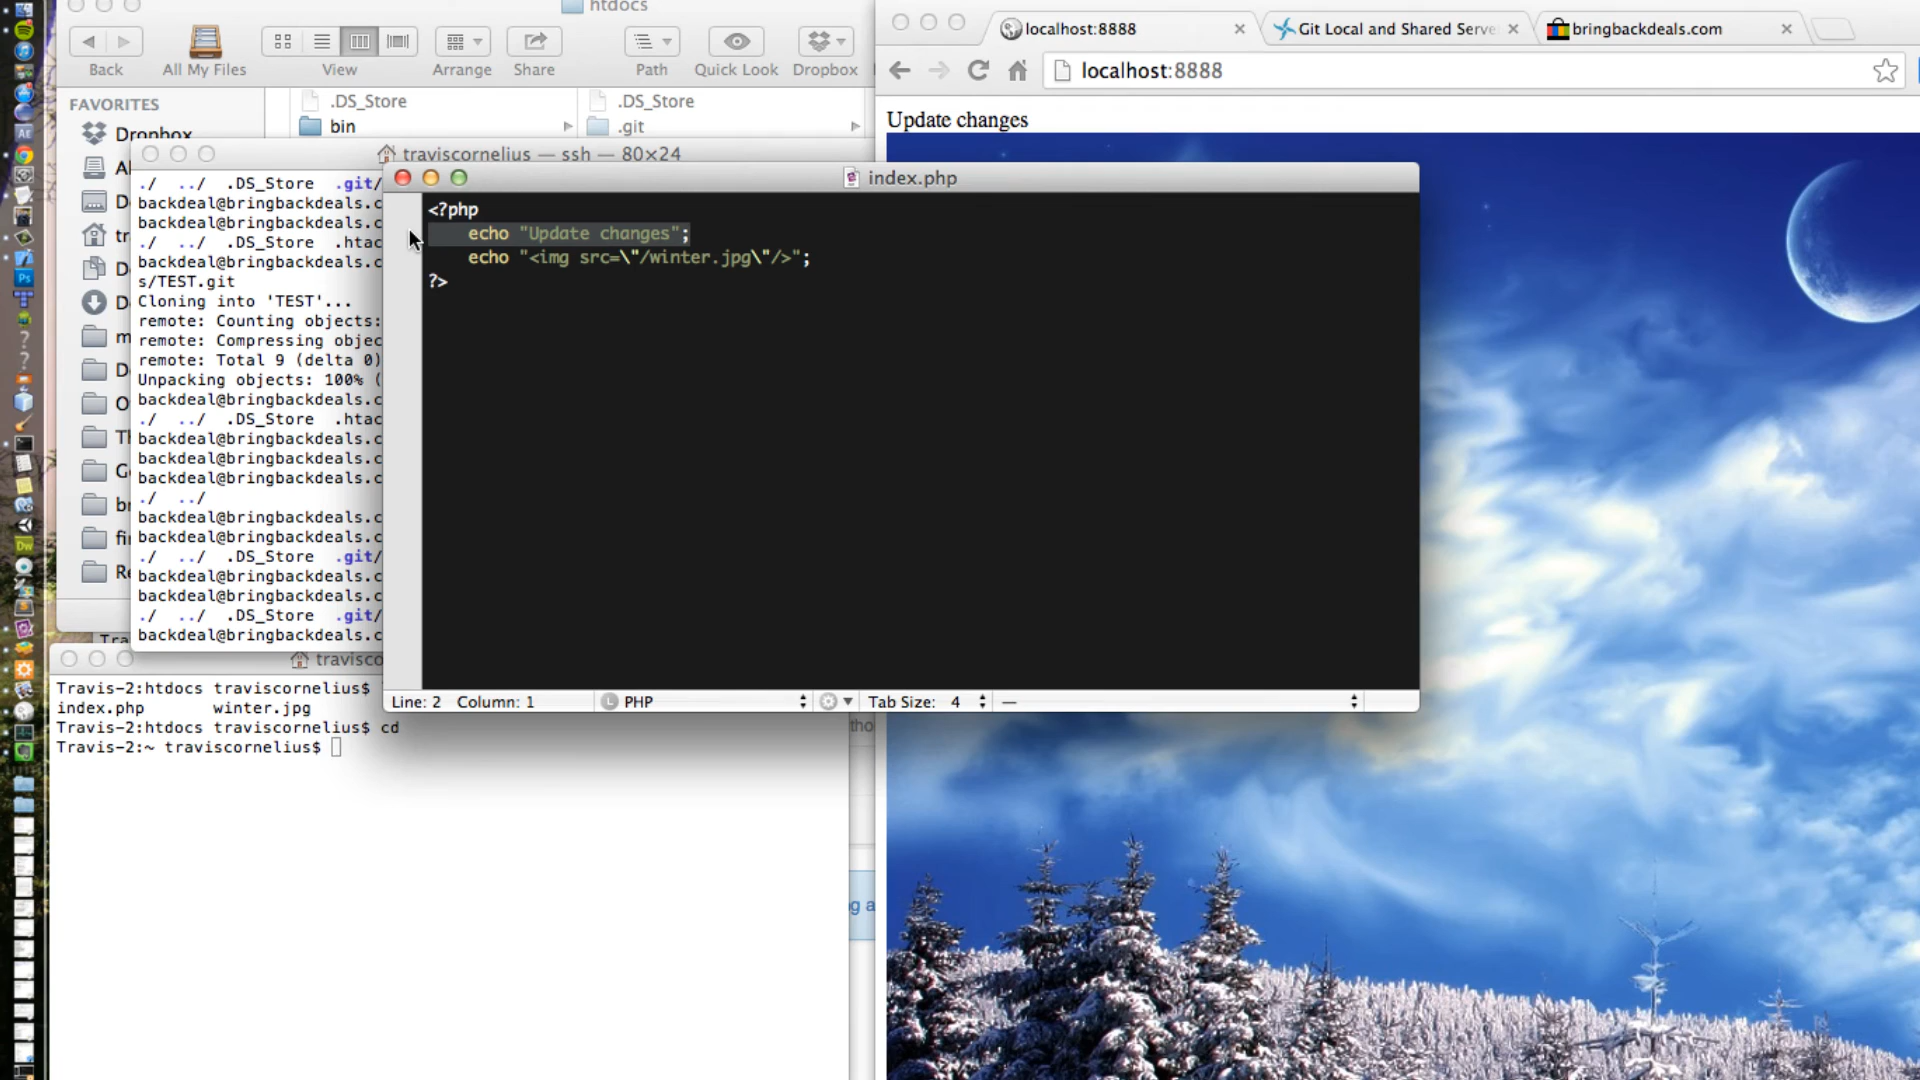 htdocs
Back
All My Files
View
Arrange
Share
Path
Quick Look
Dropbox
FAVORITES
Dropbox
.DS_Store
bin
.DS_Store
.git
localhost:8888
Git Local and Shared Serve
bringbackdeals.com
localhost:8888
Update changes
traviscornelius — ssh — 80×24
./ ../ .DS_Store .git/
backdeal@bringbackdeals.c
backdeal@bringbackdeals.c
./ ../ .DS_Store .htac
backdeal@bringbackdeals.c
s/TEST.git
Cloning into 'TEST'...
remote: Counting objects:
remote: Compressing objec
remote: Total 9 (delta 0)
Unpacking objects: 100% (
backdeal@bringbackdeals.c
./ ../ .DS_Store .htac
backdeal@bringbackdeals.c
backdeal@bringbackdeals.c
backdeal@bringbackdeals.c
./ ../
backdeal@bringbackdeals.c
backdeal@bringbackdeals.c
./ ../ .DS_Store .git/
backdeal@bringbackdeals.c
backdeal@bringbackdeals.c
./ ../ .DS_Store .git/
backdeal@bringbackdeals.c
index.php
<?php
echo "Update changes";
echo "<img src=\"/winter.jpg\"/>";
?>
Line: 2 Column: 1
PHP
Tab Size: 4
—
travisco
Travis-2:htdocs traviscornelius$
index.php winter.jpg
Travis-2:htdocs traviscornelius$ cd
Travis-2:~ traviscornelius$